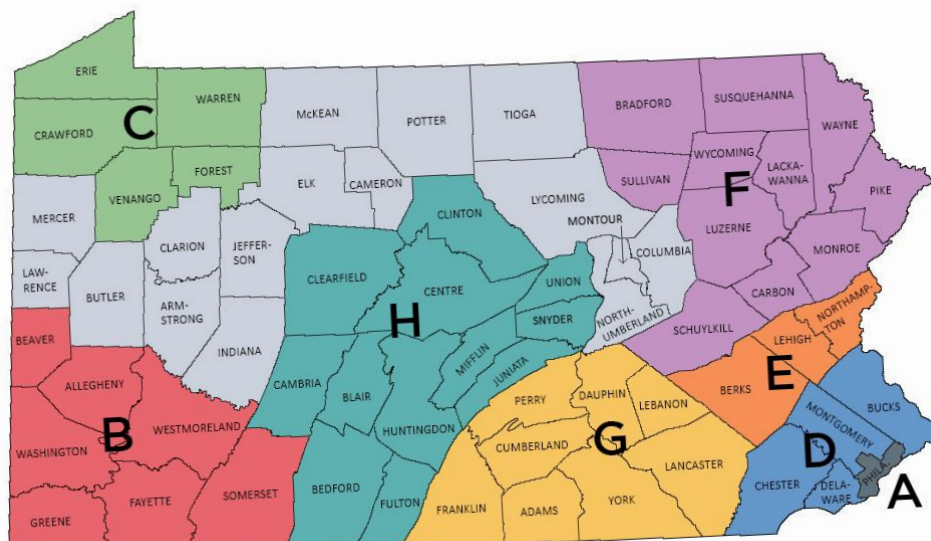 ERIE
WARREN
CRAWFORD
C
McKEAN
POTTER
TIOGA
BRADFORD
SUSQUEHANNA
WAYNE
WYCOMING
LACKA-
WANNA
SULLIVAN
F
PIKE
FOREST
VENANGO
ELK
CAMERON
LYCOMING
MONTOUR
COLUMBIA
LUZERNE
MONROE
MERCER
CLARION
JEFFER-
SON
CLINTON
CLEARFIELD
CENTRE
UNION
CARBON
LAW-
RENCE
BUTLER
ARM-
STRONG
H
SNYDER
NORTH-
UMBERLAND
SCHUYLKILL
NORTHAMP-
TON
LEHIGH
E
BEAVER
INDIANA
MIFFLIN
JUNIATA
BERKS
ALLEGHENY
CAMBRIA
BLAIR
PERRY
DAUPHIN
LEBANON
BUCKS
B
WESTMORELAND
HUNTINGDON
CUMBERLAND
G
MONTGOMERY
D
WASHINGTON
LANCASTER
PHILA.
FAYETTE
SOMERSET
BEDFORD
FULTON
FRANKLIN
ADAMS
YORK
CHESTER
DELA-
WARE
A
GREENE